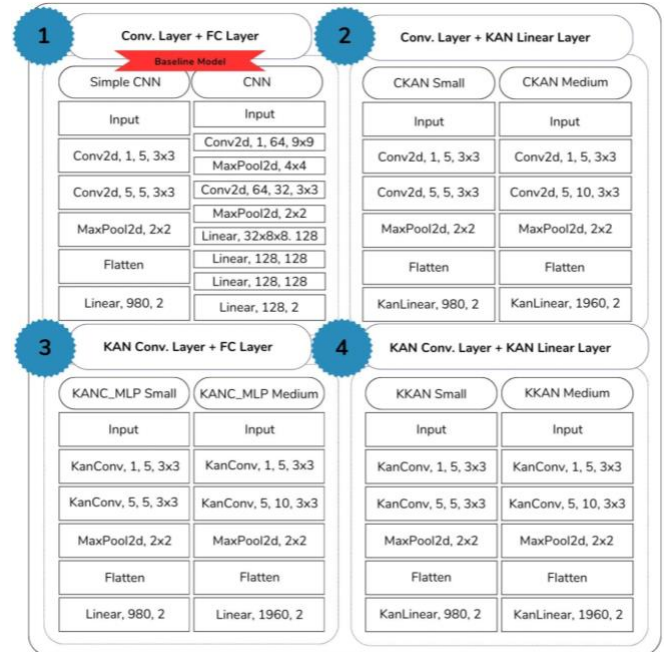 1
Conv. Layer + FC Layer
Baseline Model
Simple CNN
Input
Conv2d, 1, 5, 3x3
Conv2d, 5, 5, 3x3
MaxPool2d, 2x2
Flatten
Linear, 980, 2
CNN
Input
Conv2d, 1, 64, 9x9
MaxPool2d, 4x4
Conv2d, 64, 32, 3x3
MaxPool2d, 2x2
Linear, 32x8x8. 128
Linear, 128, 128
Linear, 128, 128
Linear, 128, 2
2
Conv. Layer + KAN Linear Layer
CKAN Small
Input
Conv2d, 1, 5, 3x3
Conv2d, 5, 5, 3x3
MaxPool2d, 2x2
Flatten
KanLinear, 980, 2
CKAN Medium
Input
Conv2d, 1, 5, 3x3
Conv2d, 5, 10, 3x3
MaxPool2d, 2x2
Flatten
KanLinear, 1960, 2
3
KAN Conv. Layer + FC Layer
KANC_MLP Small
Input
KanConv, 1, 5, 3x3
KanConv, 5, 5, 3x3
MaxPool2d, 2x2
Flatten
Linear, 980, 2
KANC_MLP Medium
Input
KanConv, 1, 5, 3x3
KanConv, 5, 10, 3x3
MaxPool2d, 2x2
Flatten
Linear, 1960, 2
4
KAN Conv. Layer + KAN Linear Layer
KKAN Small
Input
KanConv, 1, 5, 3x3
KanConv, 5, 5, 3x3
MaxPool2d, 2x2
Flatten
KanLinear, 980, 2
KKAN Medium
Input
KanConv, 1, 5, 3x3
KanConv, 5, 10, 3x3
MaxPool2d, 2x2
Flatten
KanLinear, 1960, 2